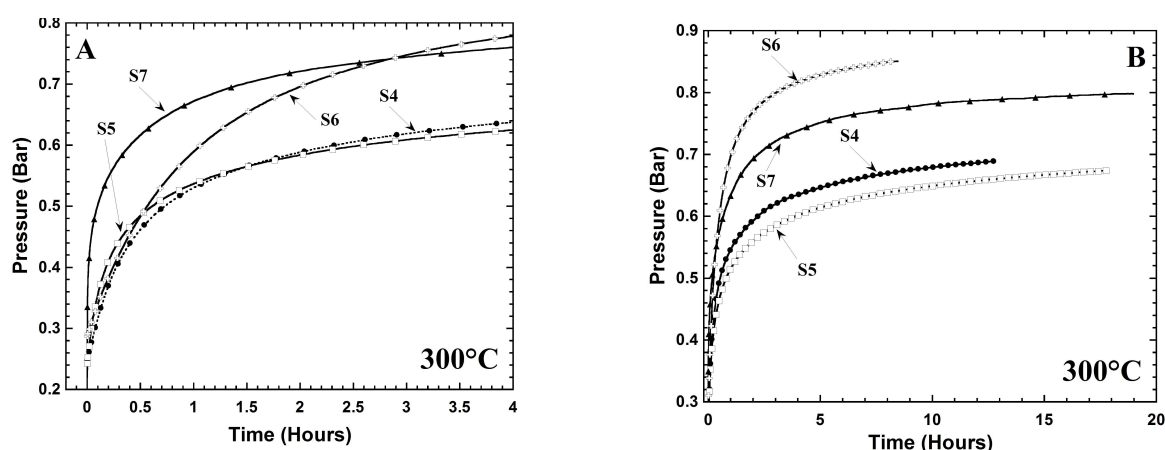 0.8
A
S7
0.7
S4
0.6
S5
S6
0.5
0.4
0.3
300°C
0.2
0 0.5 1 1.5 2 2.5 3 3.5 4
Time (Hours)
Pressure (Bar)
0.9
S6
B
0.8
S4
0.7
S7
0.6
S5
0.5
0.4
300°C
0.3
0 5 10 15 20
Time (Hours)
Pressure (Bar)